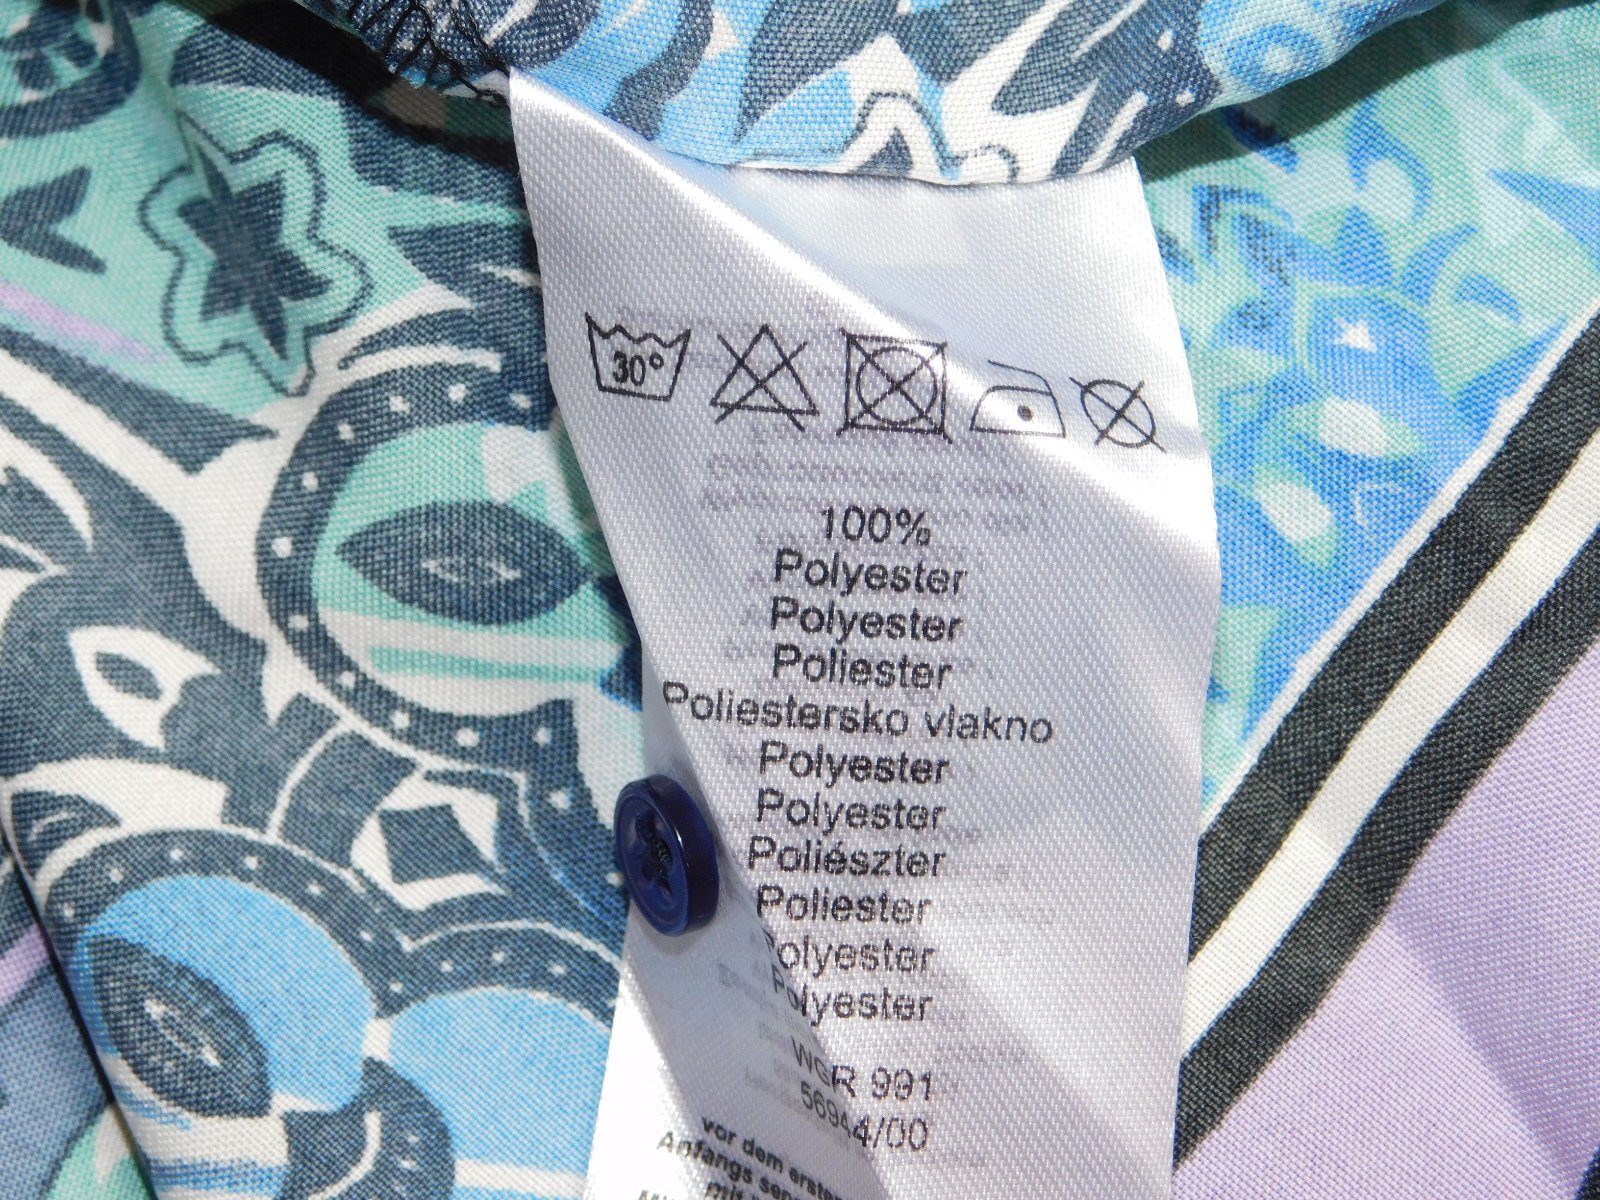 30°
100%
Polyester
Polyester
Poliester
Poliestersko vlakno
Polyester
Polyester
Poliészter
Poliester
Polyester
Polyester
WGR 991
56944/00
vor dem ersten
Anfangs
mit